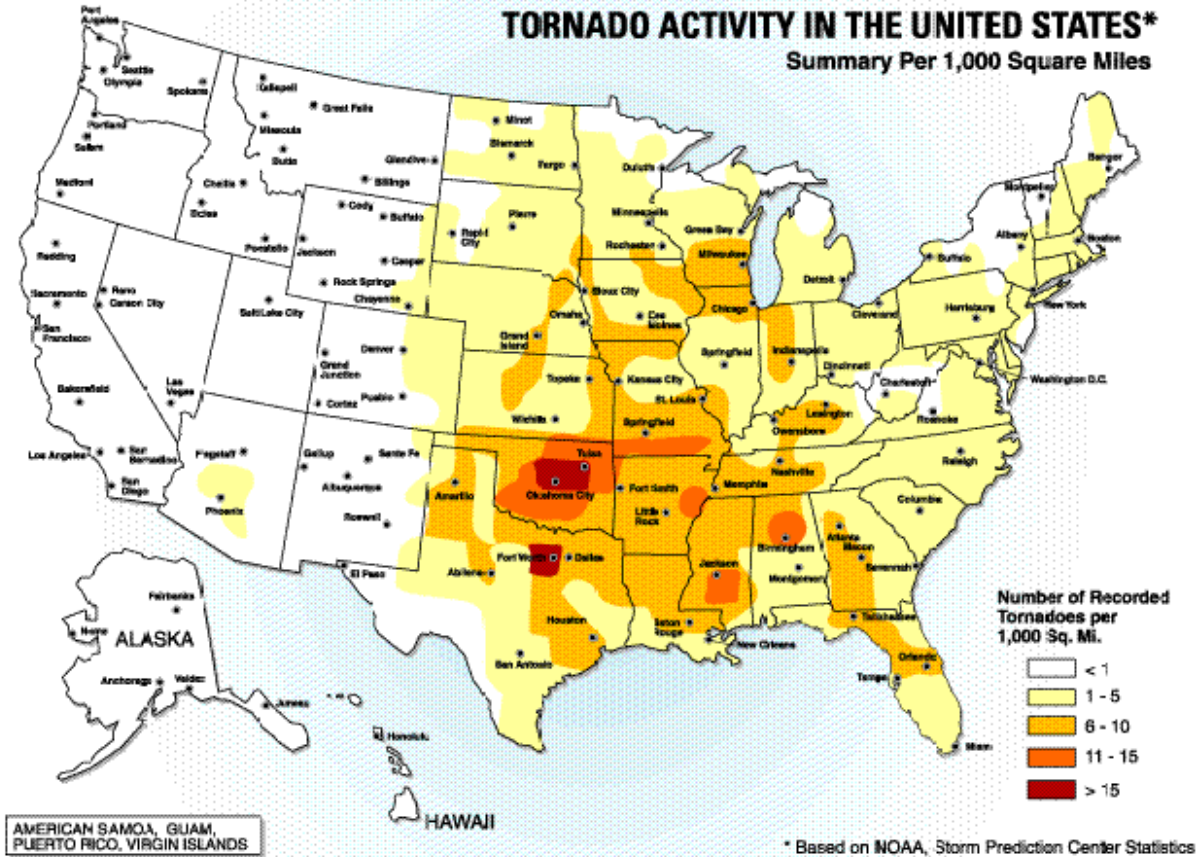 TORNADO ACTIVITY IN THE UNITED STATES*
Summary Per 1,000 Square Miles
Port
Angeles
Seattle
Olympia
Spokane
Portland
Salem
Medford
Kalispell
Great Falls
Missoula
Butte
Glendive
Billings
Challis
Boise
Pocatello
Cody
Buffalo
Jackson
Casper
Rock Springs
Cheyenne
Minot
Bismarck
Fargo
Duluth
Pierre
Rapid
City
Minneapolis
Rochester
Green Bay
Milwaukee
Montpelier
Bangor
Albany
Boston
Buffalo
Detroit
Redding
Sacramento
San
Francisco
Reno
Carson City
Salt Lake City
Bakersfield
Las
Vegas
Los Angeles
San
Bernadino
San
Diego
Denver
Grand
Junction
Cortez
Pueblo
Sioux City
Omaha
Des
Moines
Grand
Island
Chicago
Cleveland
Harrisburg
New York
Topeka
Kansas City
Springfield
Indianapolis
Cincinnati
Charleston
Washington D.C.
Wichita
St. Louis
Springfield
Lexington
Owensboro
Roanoke
Flagstaff
Gallup
Santa Fe
Albuquerque
Phoenix
Roswell
El Paso
Amarillo
Tulsa
Oklahoma City
Fort Smith
Little
Rock
Memphis
Nashville
Raleigh
Columbia
Fort Worth
Dallas
Abilene
Jackson
Birmingham
Montgomery
Atlanta
Macon
Savannah
Houston
San Antonio
Baton
Rouge
New Orleans
Tallahassee
Orlando
Tampa
Miami
Fairbanks
Nome
ALASKA
Anchorage
Valdez
Juneau
Honolulu
HAWAII
Number of Recorded
Tornadoes per
1,000 Sq. Mi.
< 1
1 - 5
6 - 10
11 - 15
> 15
AMERICAN SAMOA, GUAM,
PUERTO RICO, VIRGIN ISLANDS
* Based on NOAA, Storm Prediction Center Statistics